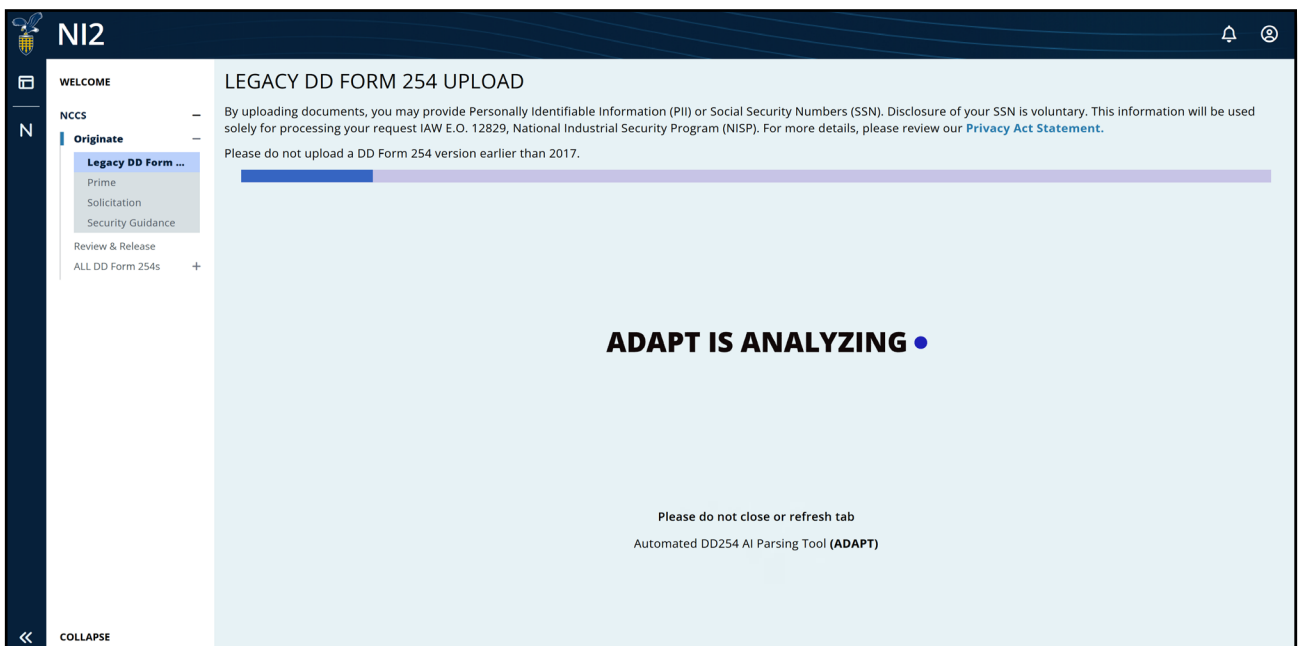 NI2
N
WELCOME
NCCS
Originate
Legacy DD Form ...
Prime
Solicitation
Security Guidance
Review & Release
ALL DD Form 254s
COLLAPSE
LEGACY DD FORM 254 UPLOAD
By uploading documents, you may provide Personally Identifiable Information (PII) or Social Security Numbers (SSN). Disclosure of your SSN is voluntary. This information will be used
solely for processing your request IAW E.O. 12829, National Industrial Security Program (NISP). For more details, please review our Privacy Act Statement.
Please do not upload a DD Form 254 version earlier than 2017.
ADAPT IS ANALYZING
Please do not close or refresh tab
Automated DD254 AI Parsing Tool (ADAPT)